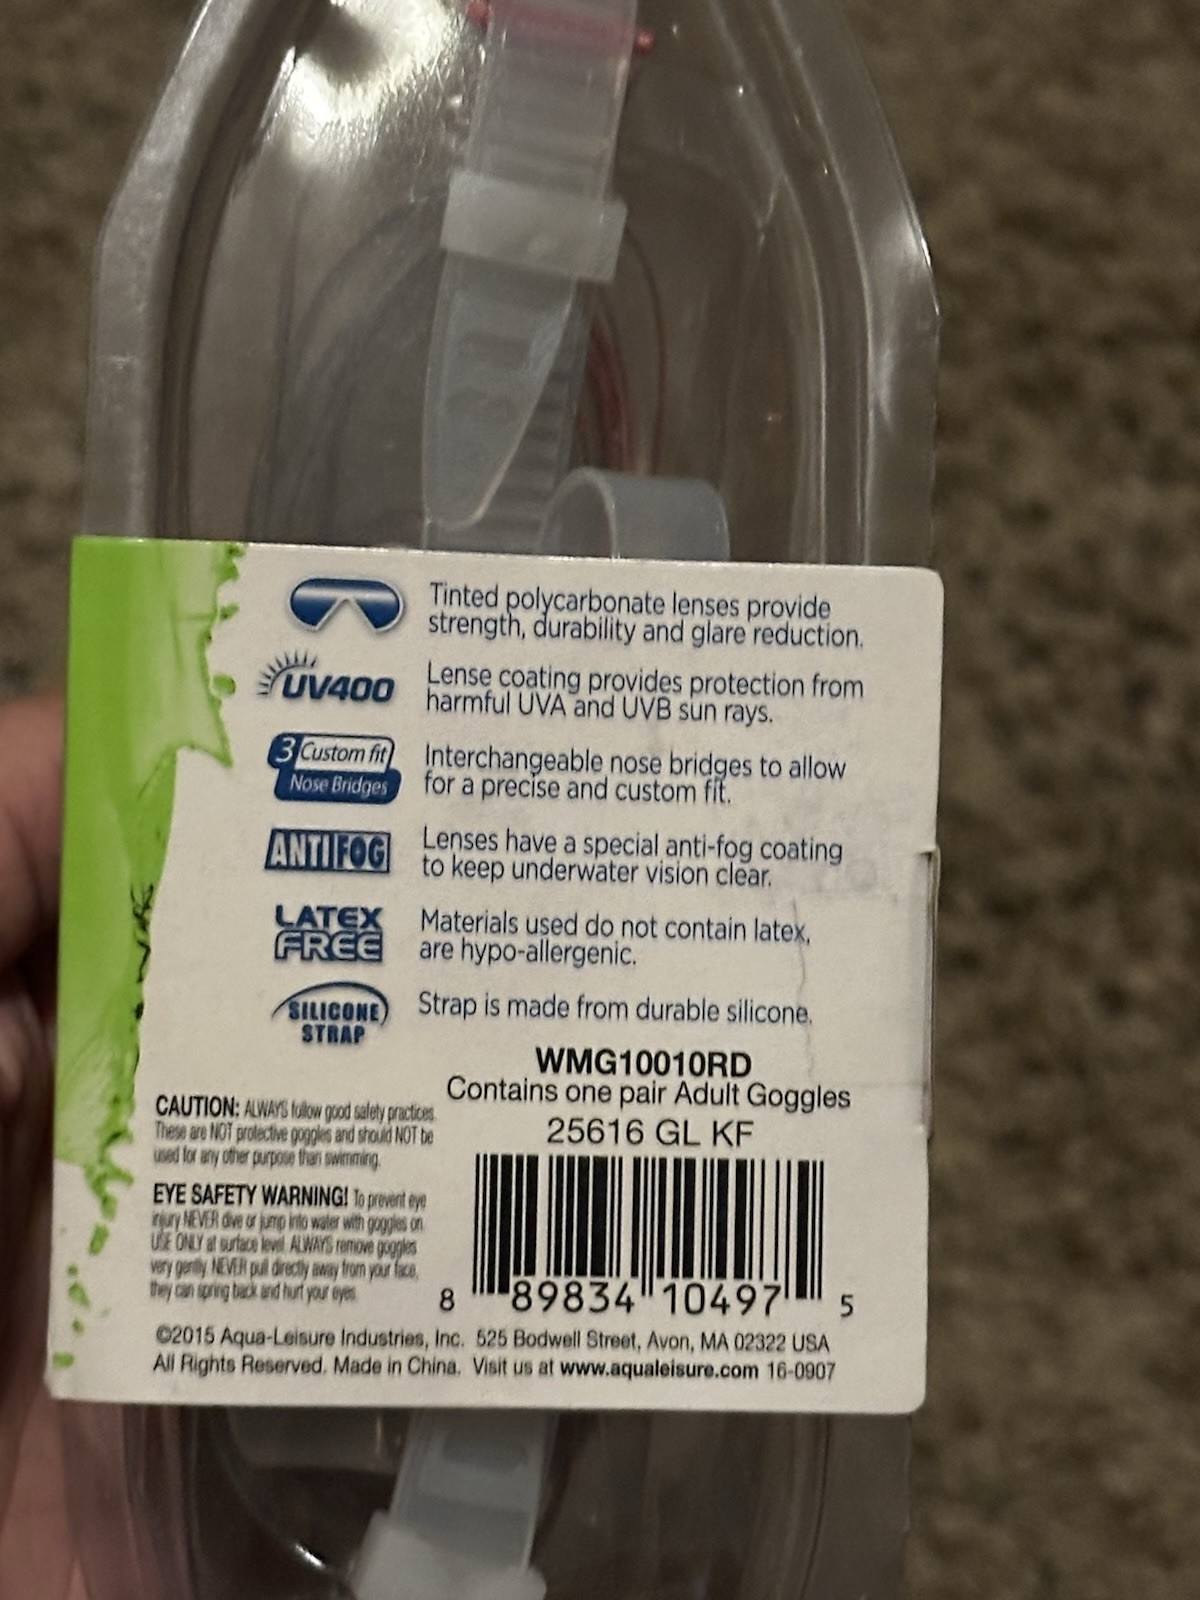 Tinted polycarbonate lenses provide
strength, durability and glare reduction.
UV400
Lense coating provides protection from
harmful UVA and UVB sun rays.
3 Custom fit
Nose Bridges
Interchangeable nose bridges to allow
for a precise and custom fit.
ANTIFOG
Lenses have a special anti-fog coating
to keep underwater vision clear.
LATEX
FREE
Materials used do not contain latex,
are hypo-allergenic.
SILICONE
STRAP
Strap is made from durable silicone.
WMG10010RD
Contains one pair Adult Goggles
25616 GL KF
CAUTION: ALWAYS follow good safety practices.
These are NOT protective goggles and should NOT be
used for any other purpose than swimming.
EYE SAFETY WARNING! To prevent eye
injury NEVER dive or jump into water with goggles on.
USE ONLY at surface level. ALWAYS remove goggles
very gently. NEVER pull directly away from your face,
they can spring back and hurt your eyes.
8 89834 10497 5
©2015 Aqua-Leisure Industries, Inc. 525 Bodwell Street, Avon, MA 02322 USA
All Rights Reserved. Made in China. Visit us at www.aqualeisure.com 16-0907